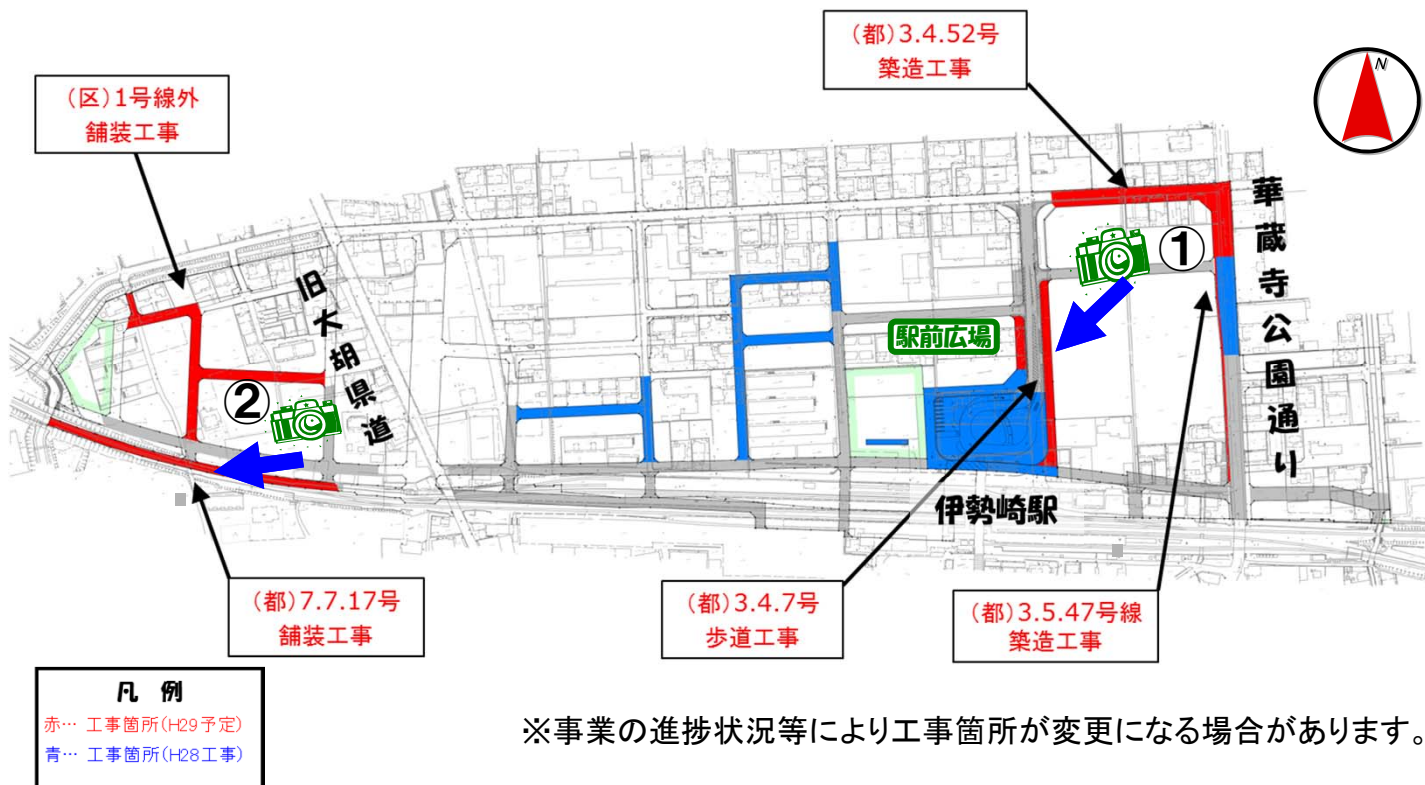 (都)3.4.52号
築造工事
(区)1号線外
舗装工事
N
華蔵寺公園通り
①
旧大胡県道
駅前広場
②
伊勢崎駅
(都)7.7.17号
舗装工事
(都)3.4.7号
歩道工事
(都)3.5.47号線
築造工事
凡 例
赤… 工事箇所(H29予定)
青… 工事箇所(H28工事)
※事業の進捗状況等により工事箇所が変更になる場合があります。